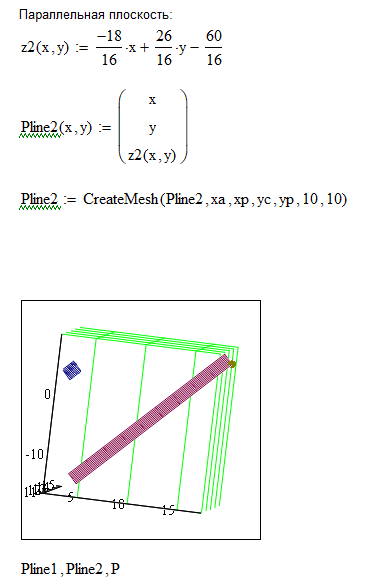 Параллельная плоскость:
z2(x,y) := -18/16·x + 26/16·y − 60/16
Pline2(x,y) := (x
y
z2(x,y))
Pline2 := CreateMesh(Pline2,xa,xp,yc,yp,10,10)
0
-10
5
10
15
Pline1,Pline2,P